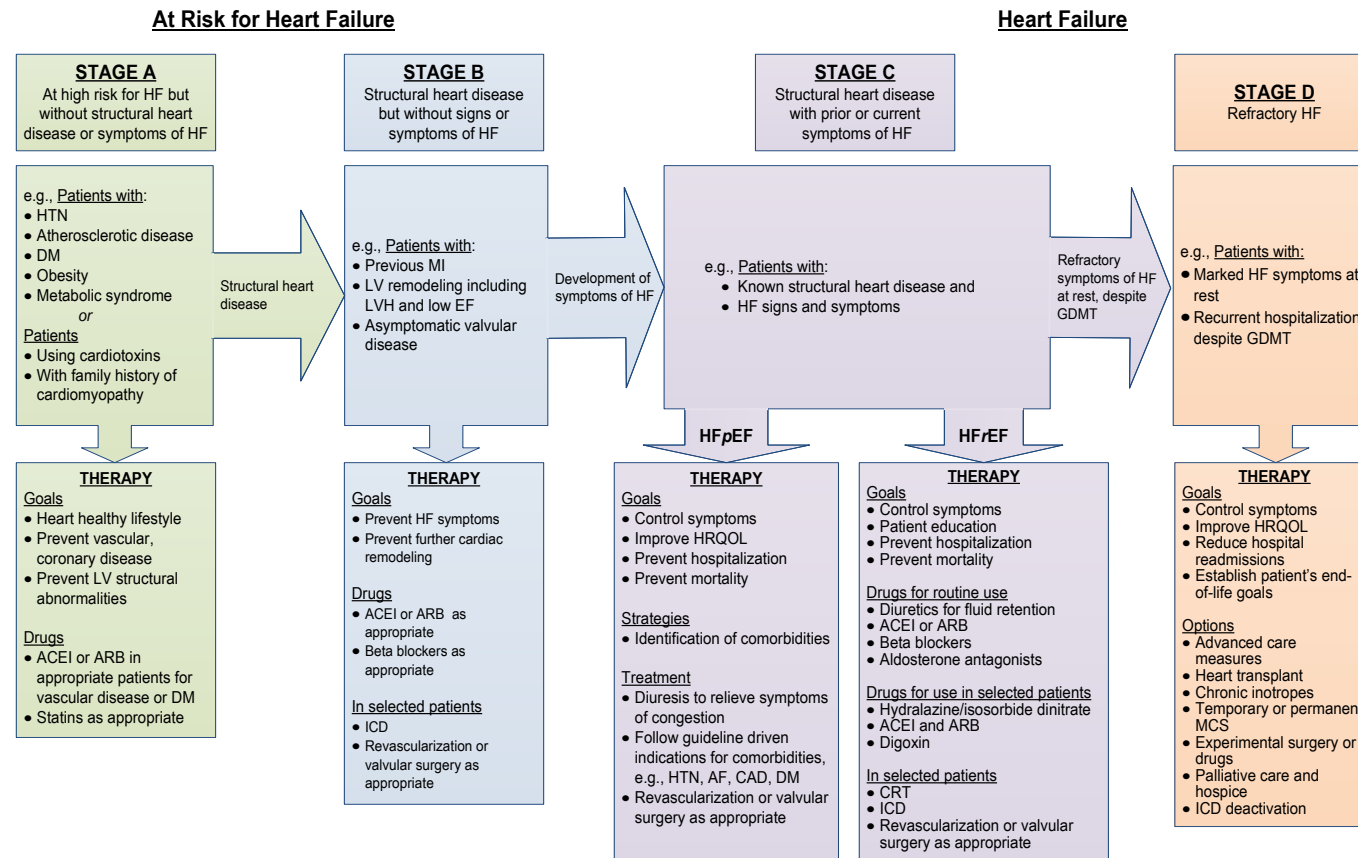 At Risk for Heart Failure
Heart Failure
STAGE A
At high risk for HF but
without structural heart
disease or symptoms of HF
STAGE B
Structural heart disease
but without signs or
symptoms of HF
STAGE C
Structural heart disease
with prior or current
symptoms of HF
STAGE D
Refractory HF
e.g., Patients with:
● HTN
● Atherosclerotic disease
● DM
● Obesity
● Metabolic syndrome
or
Patients
● Using cardiotoxins
● With family history of
cardiomyopathy
Structural heart
disease
e.g., Patients with:
● Previous MI
● LV remodeling including
LVH and low EF
● Asymptomatic valvular
disease
Development of
symptoms of HF
e.g., Patients with:
● Known structural heart disease and
● HF signs and symptoms
Refractory
symptoms of HF
at rest, despite
GDMT
e.g., Patients with:
● Marked HF symptoms at
rest
● Recurrent hospitalization
despite GDMT
HFpEF
HFrEF
THERAPY
Goals
● Heart healthy lifestyle
● Prevent vascular,
coronary disease
● Prevent LV structural
abnormalities
Drugs
● ACEI or ARB in
appropriate patients for
vascular disease or DM
● Statins as appropriate
THERAPY
Goals
● Prevent HF symptoms
● Prevent further cardiac
remodeling
Drugs
● ACEI or ARB as
appropriate
● Beta blockers as
appropriate
In selected patients
● ICD
● Revascularization or
valvular surgery as
appropriate
THERAPY
Goals
● Control symptoms
● Improve HRQOL
● Prevent hospitalization
● Prevent mortality
Strategies
● Identification of comorbidities
Treatment
● Diuresis to relieve symptoms
of congestion
● Follow guideline driven
indications for comorbidities,
e.g., HTN, AF, CAD, DM
● Revascularization or valvular
surgery as appropriate
THERAPY
Goals
● Control symptoms
● Patient education
● Prevent hospitalization
● Prevent mortality
Drugs for routine use
● Diuretics for fluid retention
● ACEI or ARB
● Beta blockers
● Aldosterone antagonists
Drugs for use in selected patients
● Hydralazine/isosorbide dinitrate
● ACEI and ARB
● Digoxin
In selected patients
● CRT
● ICD
● Revascularization or valvular
surgery as appropriate
THERAPY
Goals
● Control symptoms
● Improve HRQOL
● Reduce hospital
readmissions
● Establish patient's end-
of-life goals
Options
● Advanced care
measures
● Heart transplant
● Chronic inotropes
● Temporary or permanen
MCS
● Experimental surgery or
drugs
● Palliative care and
hospice
● ICD deactivation